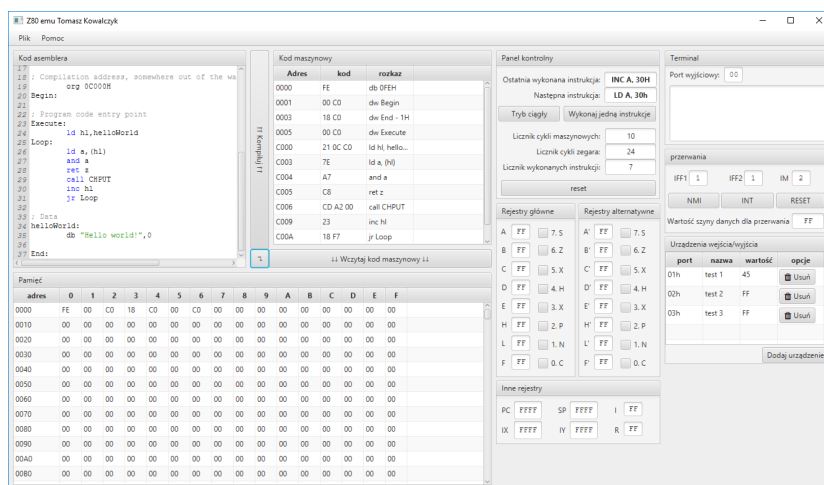 Z80 emu Tomasz Kowalczyk
Plik Pomoc
Kod asemblera
17
18 ; Compilation address, somewhere out of the wa
19 org 0C000H
20 Begin:
21
22 ; Program code entry point
23 Execute:
24 ld hl,helloWorld
25 Loop:
26 ld a,(hl)
27 and a
28 ret z
29 call CHPUT
30 inc hl
31 jr Loop
32
33 ; Data
34 helloWorld:
35 db "Hello world!",0
36
37 End:
↑↑ Kompiluj ↑↑
Kod maszynowy
Adres kod rozkaz
0000 FE db 0FEH
0001 00 C0 dw Begin
0003 18 C0 dw End - 1H
0005 00 C0 dw Execute
C000 21 0C C0 ld hl, hello...
C003 7E ld a, (hl)
C004 A7 and a
C005 C8 ret z
C006 CD A2 00 call CHPUT
C009 23 inc hl
C00A 18 F7 jr Loop
↓↓ Wczytaj kod maszynowy ↓↓
Pamięć
adres 0 1 2 3 4 5 6 7 8 9 A B C D E F
0000 FE 00 C0 18 C0 00 C0 00 00 00 00 00 00 00 00 00
0010 00 00 00 00 00 00 00 00 00 00 00 00 00 00 00 00
0020 00 00 00 00 00 00 00 00 00 00 00 00 00 00 00 00
0030 00 00 00 00 00 00 00 00 00 00 00 00 00 00 00 00
0040 00 00 00 00 00 00 00 00 00 00 00 00 00 00 00 00
0050 00 00 00 00 00 00 00 00 00 00 00 00 00 00 00 00
0060 00 00 00 00 00 00 00 00 00 00 00 00 00 00 00 00
0070 00 00 00 00 00 00 00 00 00 00 00 00 00 00 00 00
0080 00 00 00 00 00 00 00 00 00 00 00 00 00 00 00 00
0090 00 00 00 00 00 00 00 00 00 00 00 00 00 00 00 00
00A0 00 00 00 00 00 00 00 00 00 00 00 00 00 00 00 00
00B0 00 00 00 00 00 00 00 00 00 00 00 00 00 00 00 00
Panel kontrolny
Ostatnia wykonana instrukcja: INC A, 30H
Następna instrukcja: LD A, 30h
Tryb ciągły Wykonaj jedną instrukcje
Licznik cykli maszynowych: 10
Licznik cykli zegara: 24
Licznik wykonanych instrukcji: 7
reset
Rejestry główne
A FF 7. S
B FF 6. Z
C FF 5. X
D FF 4. H
E FF 3. X
H FF 2. P
L FF 1. N
F FF 0. C
Rejestry alternatywne
A' FF 7. S
B' FF 6. Z
C' FF 5. X
D' FF 4. H
E' FF 3. X
H' FF 2. P
L' FF 1. N
F' FF 0. C
Inne rejestry
PC FFFF SP FFFF I FF
IX FFFF IY FFFF R FF
Terminal
Port wyjściowy: 00
przerwania
IFF1 1 IFF2 1 IM 2
NMI INT RESET
Wartość szyny danych dla przerwania FF
Urządzenia wejścia/wyjścia
port nazwa wartość opcje
01h test 1 45 Usuń
02h test 2 FF Usuń
03h test 3 FF Usuń
Dodaj urządzenie